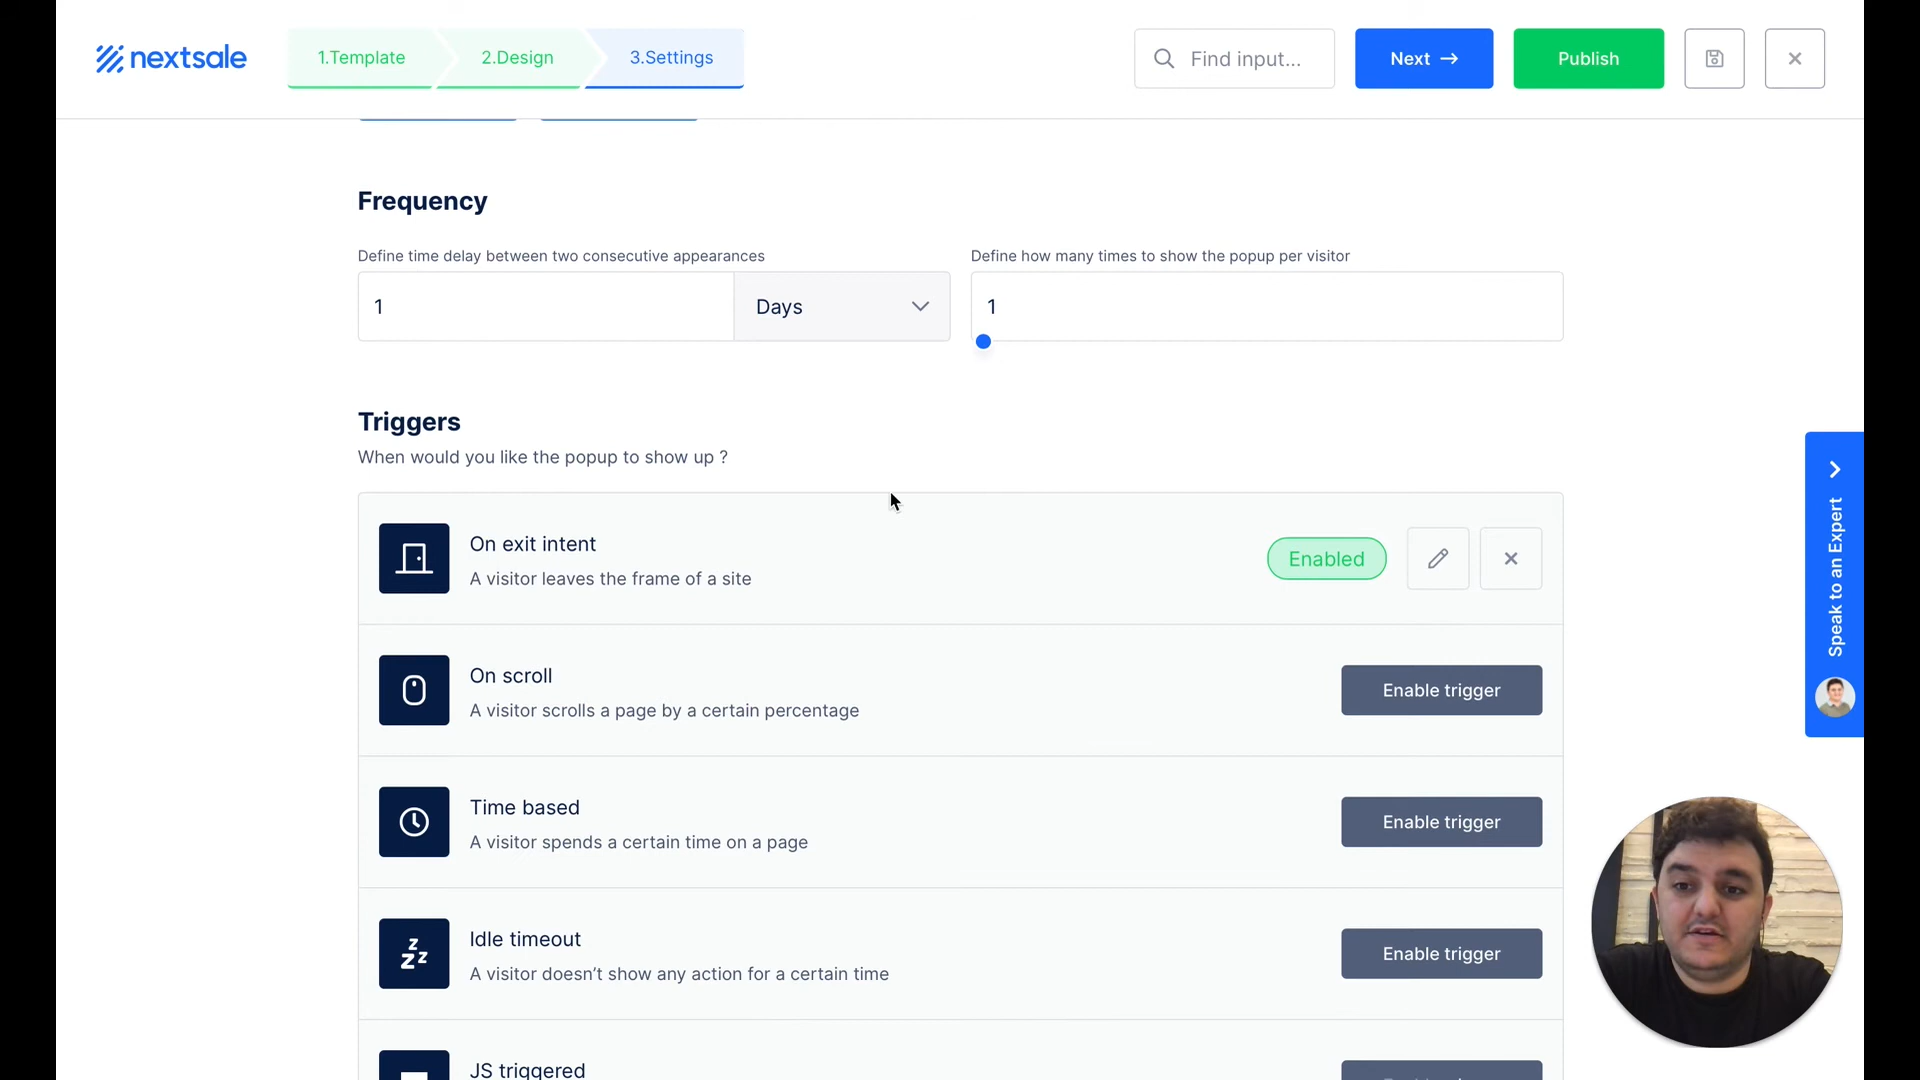 nextsale
1.Template
2.Design
3.Settings
Find input...
Next →
Publish
Frequency
Define time delay between two consecutive appearances
Define how many times to show the popup per visitor
1
Days
1
Triggers
When would you like the popup to show up ?
On exit intent
A visitor leaves the frame of a site
Enabled
On scroll
A visitor scrolls a page by a certain percentage
Enable trigger
Time based
A visitor spends a certain time on a page
Enable trigger
Idle timeout
A visitor doesn’t show any action for a certain time
Enable trigger
JS triggered
Speak to an Expert